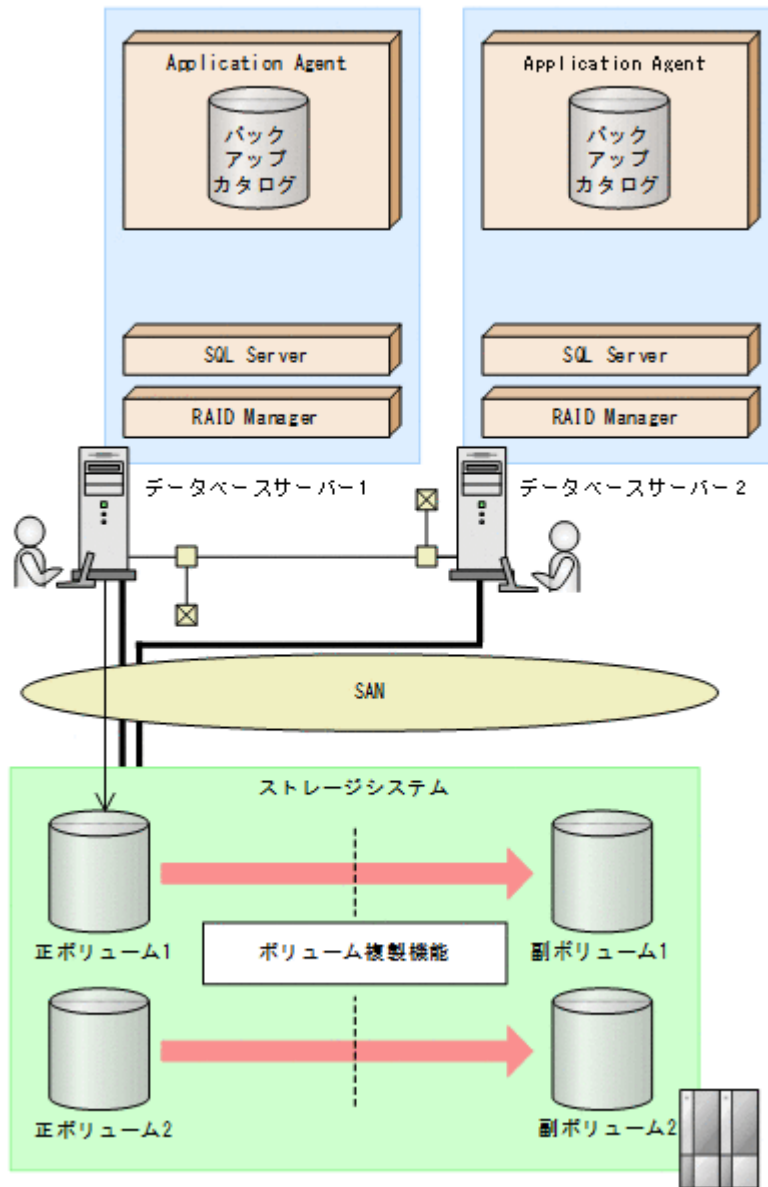 Application Agent
バック
アップ
カタログ
SQL Server
RAID Manager
データベースサーバー1
Application Agent
バック
アップ
カタログ
SQL Server
RAID Manager
データベースサーバー2
SAN
ストレージシステム
正ボリューム1
ボリューム複製機能
副ボリューム1
正ボリューム2
副ボリューム2